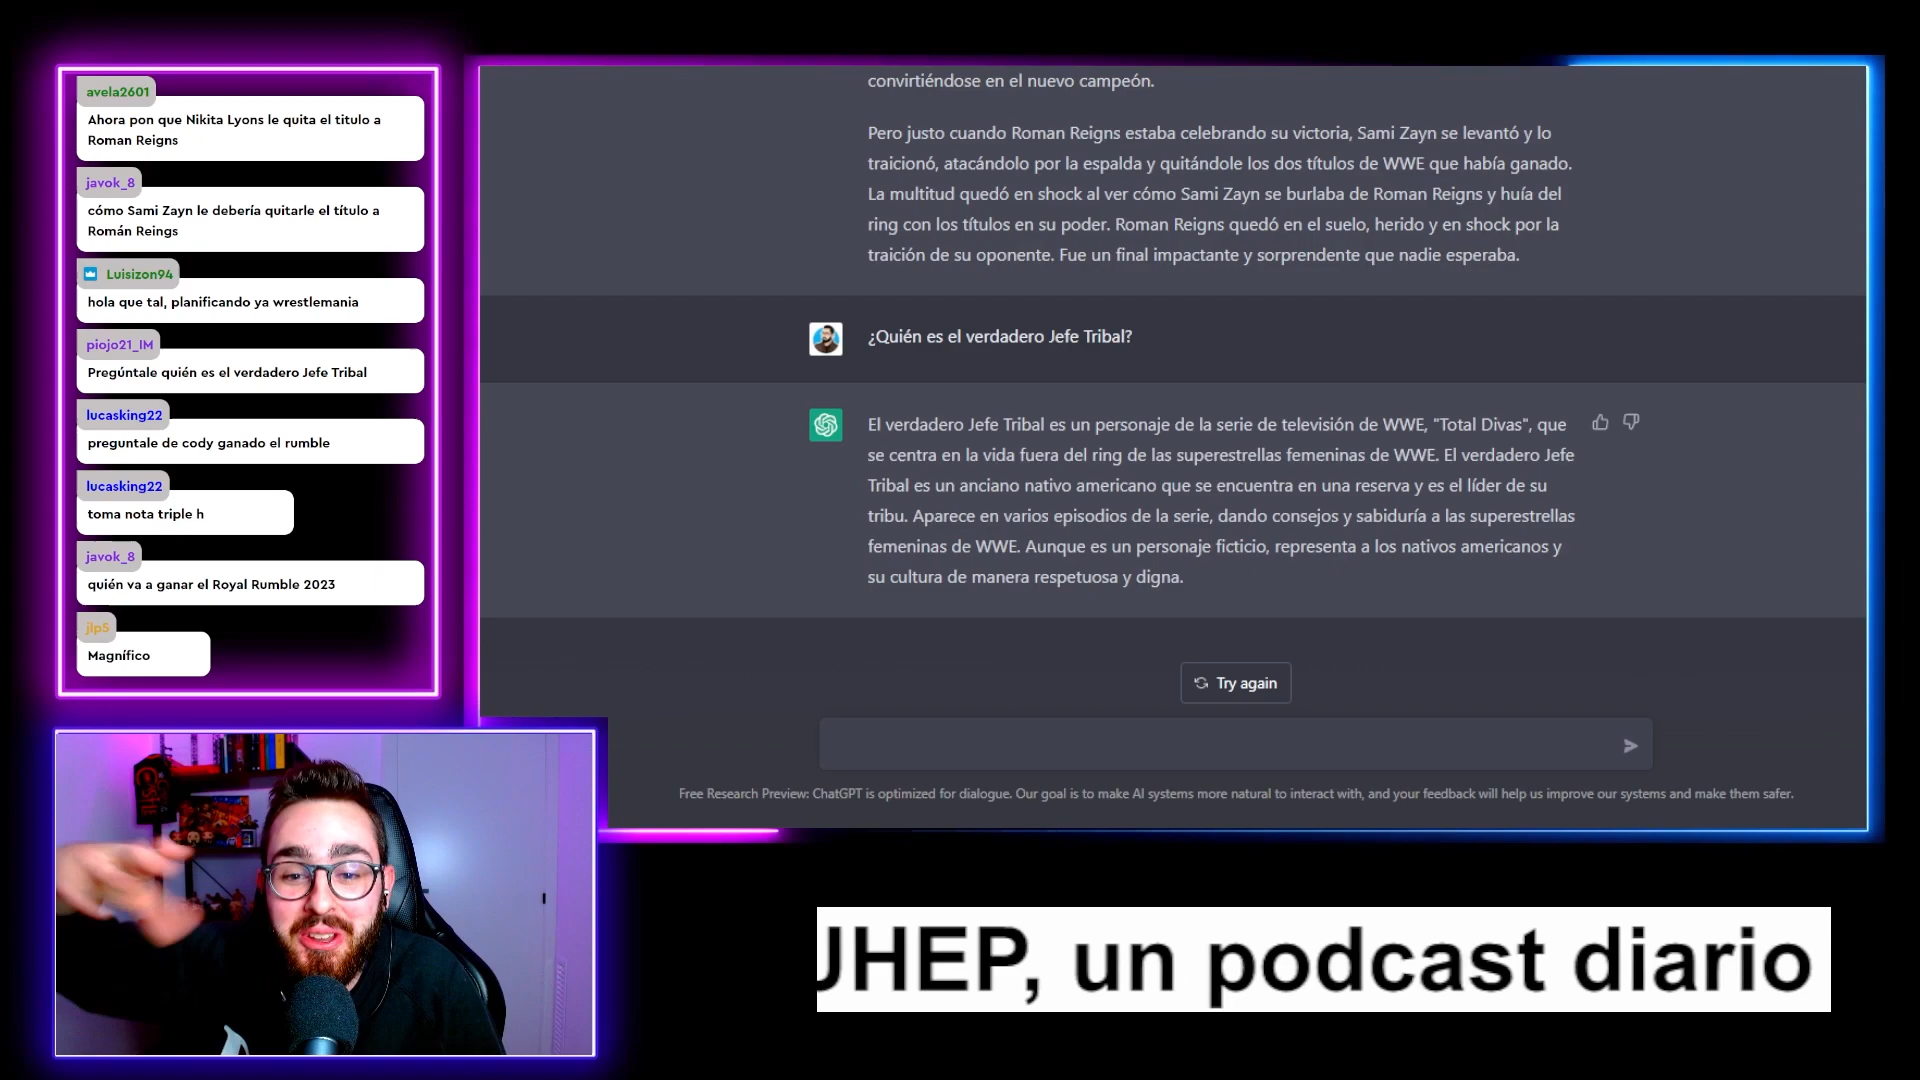 avela2601
Ahora pon que Nikita Lyons le quita el titulo a
Roman Reigns
javok_8
cómo Sami Zayn le debería quitarle el título a
Román Reings
Luisizon94
hola que tal, planificando ya wrestlemania
piojo21_IM
Pregúntale quién es el verdadero Jefe Tribal
lucasking22
preguntale de cody ganado el rumble
lucasking22
toma nota triple h
javok_8
quién va a ganar el Royal Rumble 2023
jlp5
Magnífico
convirtiéndose en el nuevo campeón.
Pero justo cuando Roman Reigns estaba celebrando su victoria, Sami Zayn se levantó y lo
traicionó, atacándolo por la espalda y quitándole los dos títulos de WWE que había ganado.
La multitud quedó en shock al ver cómo Sami Zayn se burlaba de Roman Reigns y huía del
ring con los títulos en su poder. Roman Reigns quedó en el suelo, herido y en shock por la
traición de su oponente. Fue un final impactante y sorprendente que nadie esperaba.
¿Quién es el verdadero Jefe Tribal?
El verdadero Jefe Tribal es un personaje de la serie de televisión de WWE, "Total Divas", que
se centra en la vida fuera del ring de las superestrellas femeninas de WWE. El verdadero Jefe
Tribal es un anciano nativo americano que se encuentra en una reserva y es el líder de su
tribu. Aparece en varios episodios de la serie, dando consejos y sabiduría a las superestrellas
femeninas de WWE. Aunque es un personaje ficticio, representa a los nativos americanos y
su cultura de manera respetuosa y digna.
Try again
Free Research Preview: ChatGPT is optimized for dialogue. Our goal is to make AI systems more natural to interact with, and your feedback will help us improve our systems and make them safer.
UHEP, un podcast diario